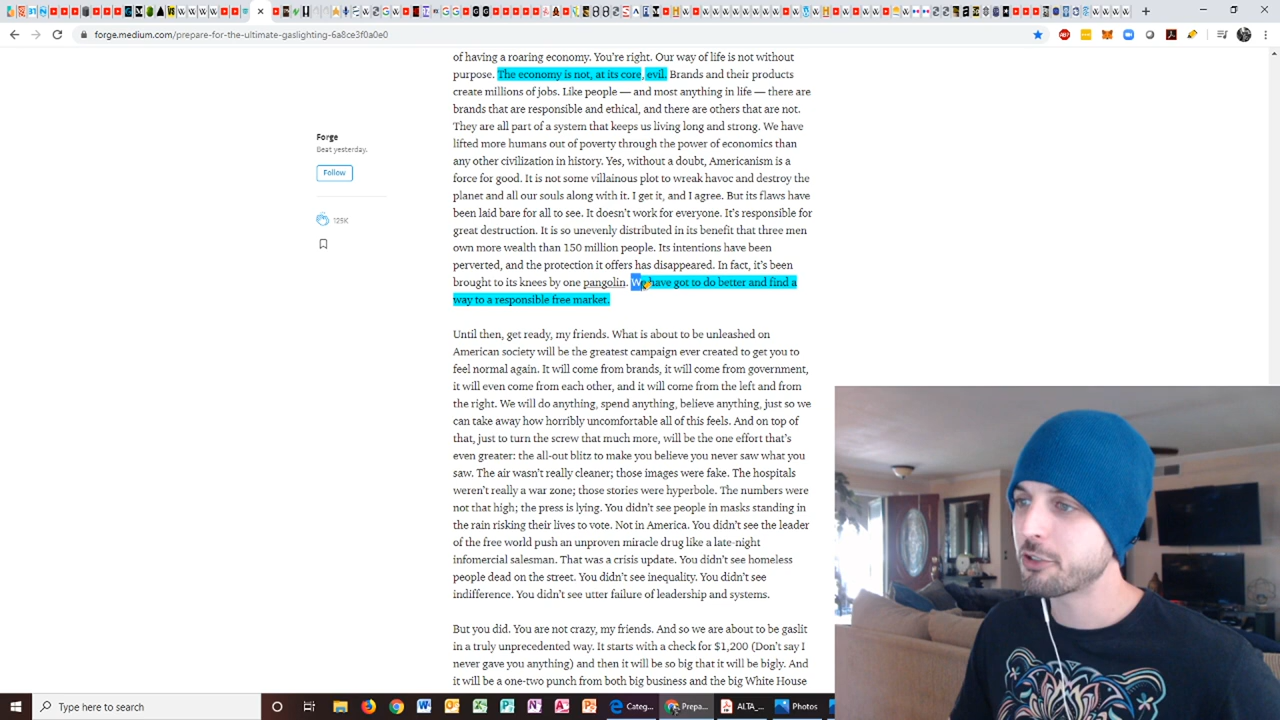 forge.medium.com/prepare-for-the-ultimate-gaslighting-6a8ce3f0a0e0
of having a roaring economy. You're right. Our way of life is not without
purpose. The economy is not, at its core, evil. Brands and their products
create millions of jobs. Like people — and most anything in life — there are
brands that are responsible and ethical, and there are others that are not.
They are all part of a system that keeps us living long and strong. We have
lifted more humans out of poverty through the power of economics than
any other civilization in history. Yes, without a doubt, Americanism is a
force for good. It is not some villainous plot to wreak havoc and destroy the
planet and all our souls along with it. I get it, and I agree. But its flaws have
been laid bare for all to see. It doesn't work for everyone. It's responsible for
great destruction. It is so unevenly distributed in its benefit that three men
own more wealth than 150 million people. Its intentions have been
perverted, and the protection it offers has disappeared. In fact, it's been
brought to its knees by one pangolin. We have got to do better and find a
way to a responsible free market.
Forge
Beat yesterday.
Follow
125K
Until then, get ready, my friends. What is about to be unleashed on
American society will be the greatest campaign ever created to get you to
feel normal again. It will come from brands, it will come from government,
it will even come from each other, and it will come from the left and from
the right. We will do anything, spend anything, believe anything, just so we
can take away how horribly uncomfortable all of this feels. And on top of
that, just to turn the screw that much more, will be the one effort that's
even greater: the all-out blitz to make you believe you never saw what you
saw. The air wasn't really cleaner; those images were fake. The hospitals
weren't really a war zone; those stories were hyperbole. The numbers were
not that high; the press is lying. You didn't see people in masks standing in
the rain risking their lives to vote. Not in America. You didn't see the leader
of the free world push an unproven miracle drug like a late-night
infomercial salesman. That was a crisis update. You didn't see homeless
people dead on the street. You didn't see inequality. You didn't see
indifference. You didn't see utter failure of leadership and systems.
But you did. You are not crazy, my friends. And so we are about to be gaslit
in a truly unprecedented way. It starts with a check for $1,200 (Don't say I
never gave you anything) and then it will be so big that it will be bigly. And
it will be a one-two punch from both big business and the big White House
Type here to search
Categ...
Prepa...
ALTA_...
Photos